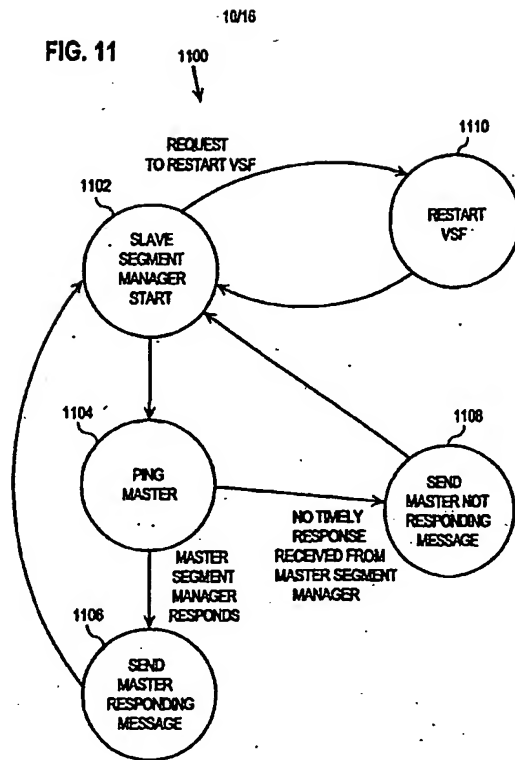 10/16
FIG. 11
1100
REQUEST
TO RESTART VSF
1110
RESTART
VSF
1102
SLAVE
SEGMENT
MANAGER
START
1104
PING
MASTER
1108
SEND
MASTER NOT
RESPONDING
MESSAGE
NO TIMELY
RESPONSE
RECEIVED FROM
MASTER SEGMENT
MANAGER
MASTER
SEGMENT
MANAGER
RESPONDS
1106
SEND
MASTER
RESPONDING
MESSAGE